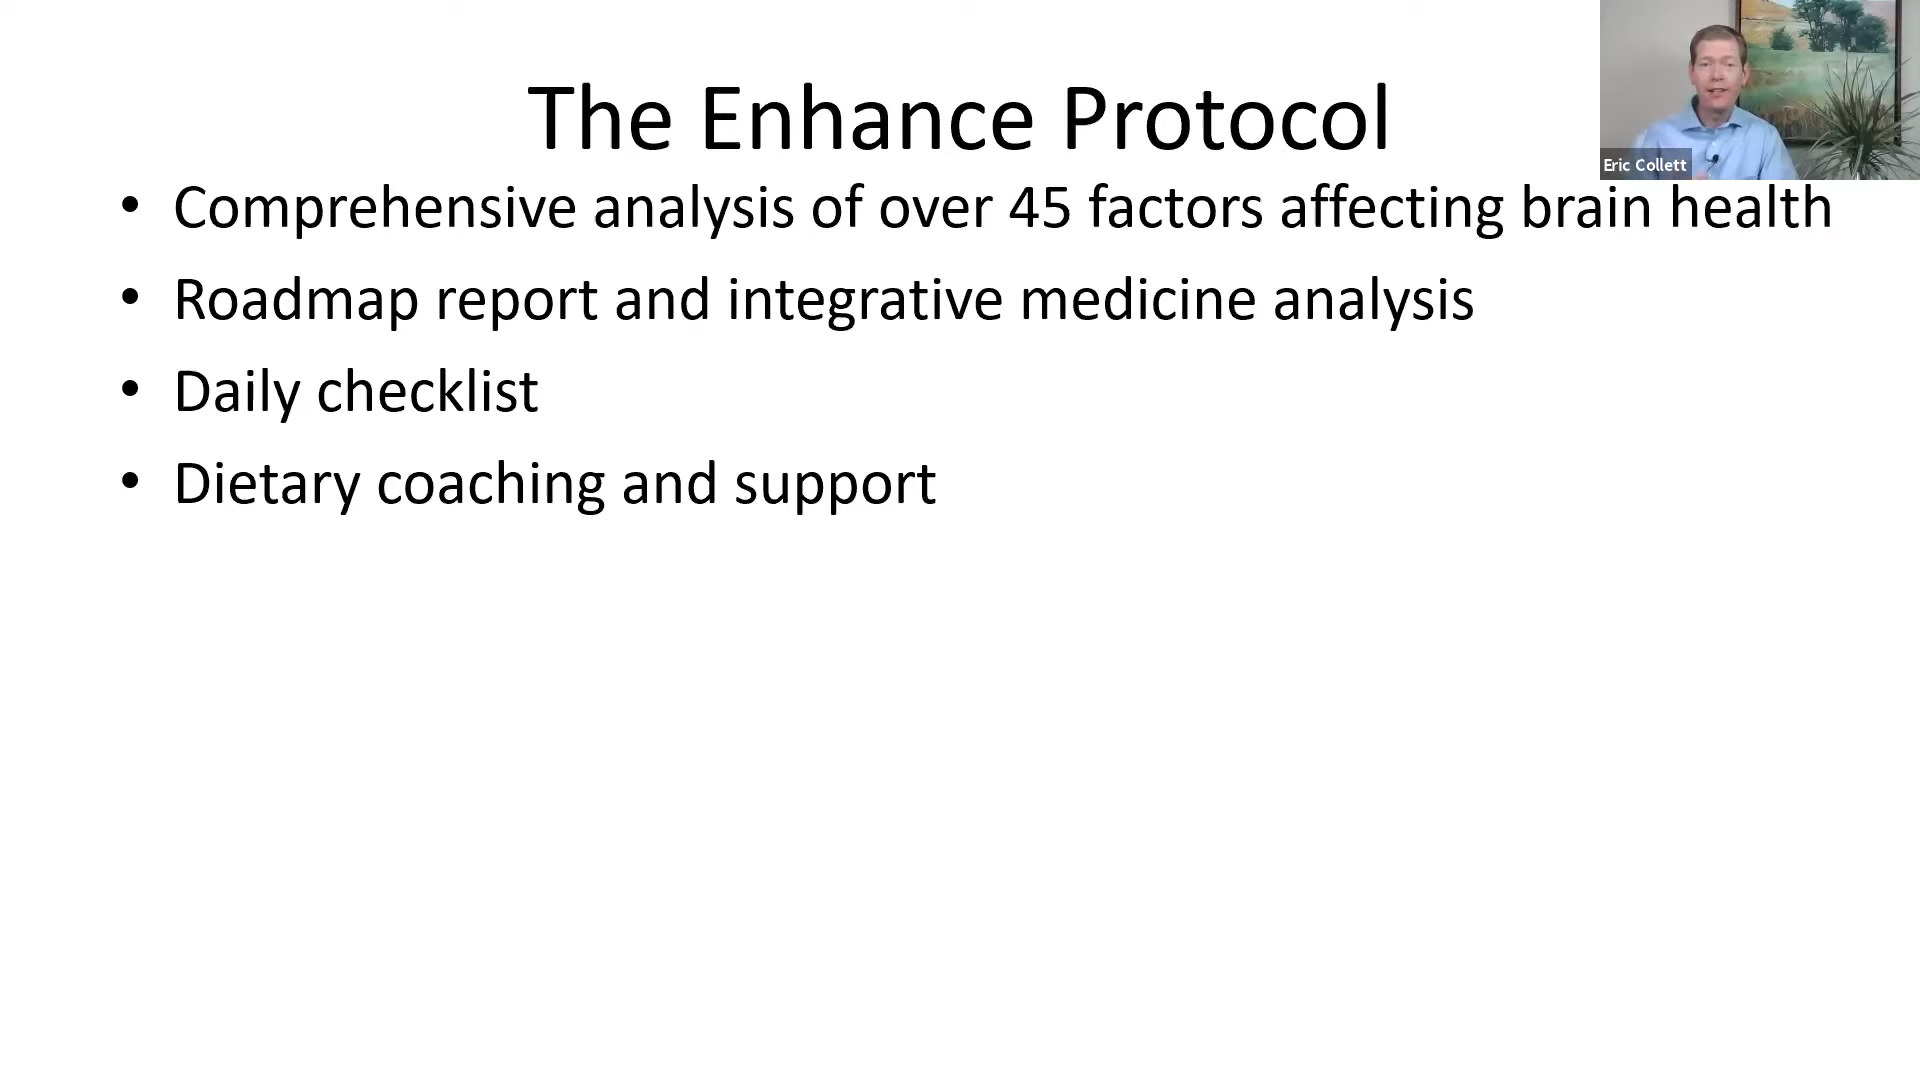 The Enhance Protocol
Eric Collett
• Comprehensive analysis of over 45 factors affecting brain health
• Roadmap report and integrative medicine analysis
• Daily checklist
• Dietary coaching and support